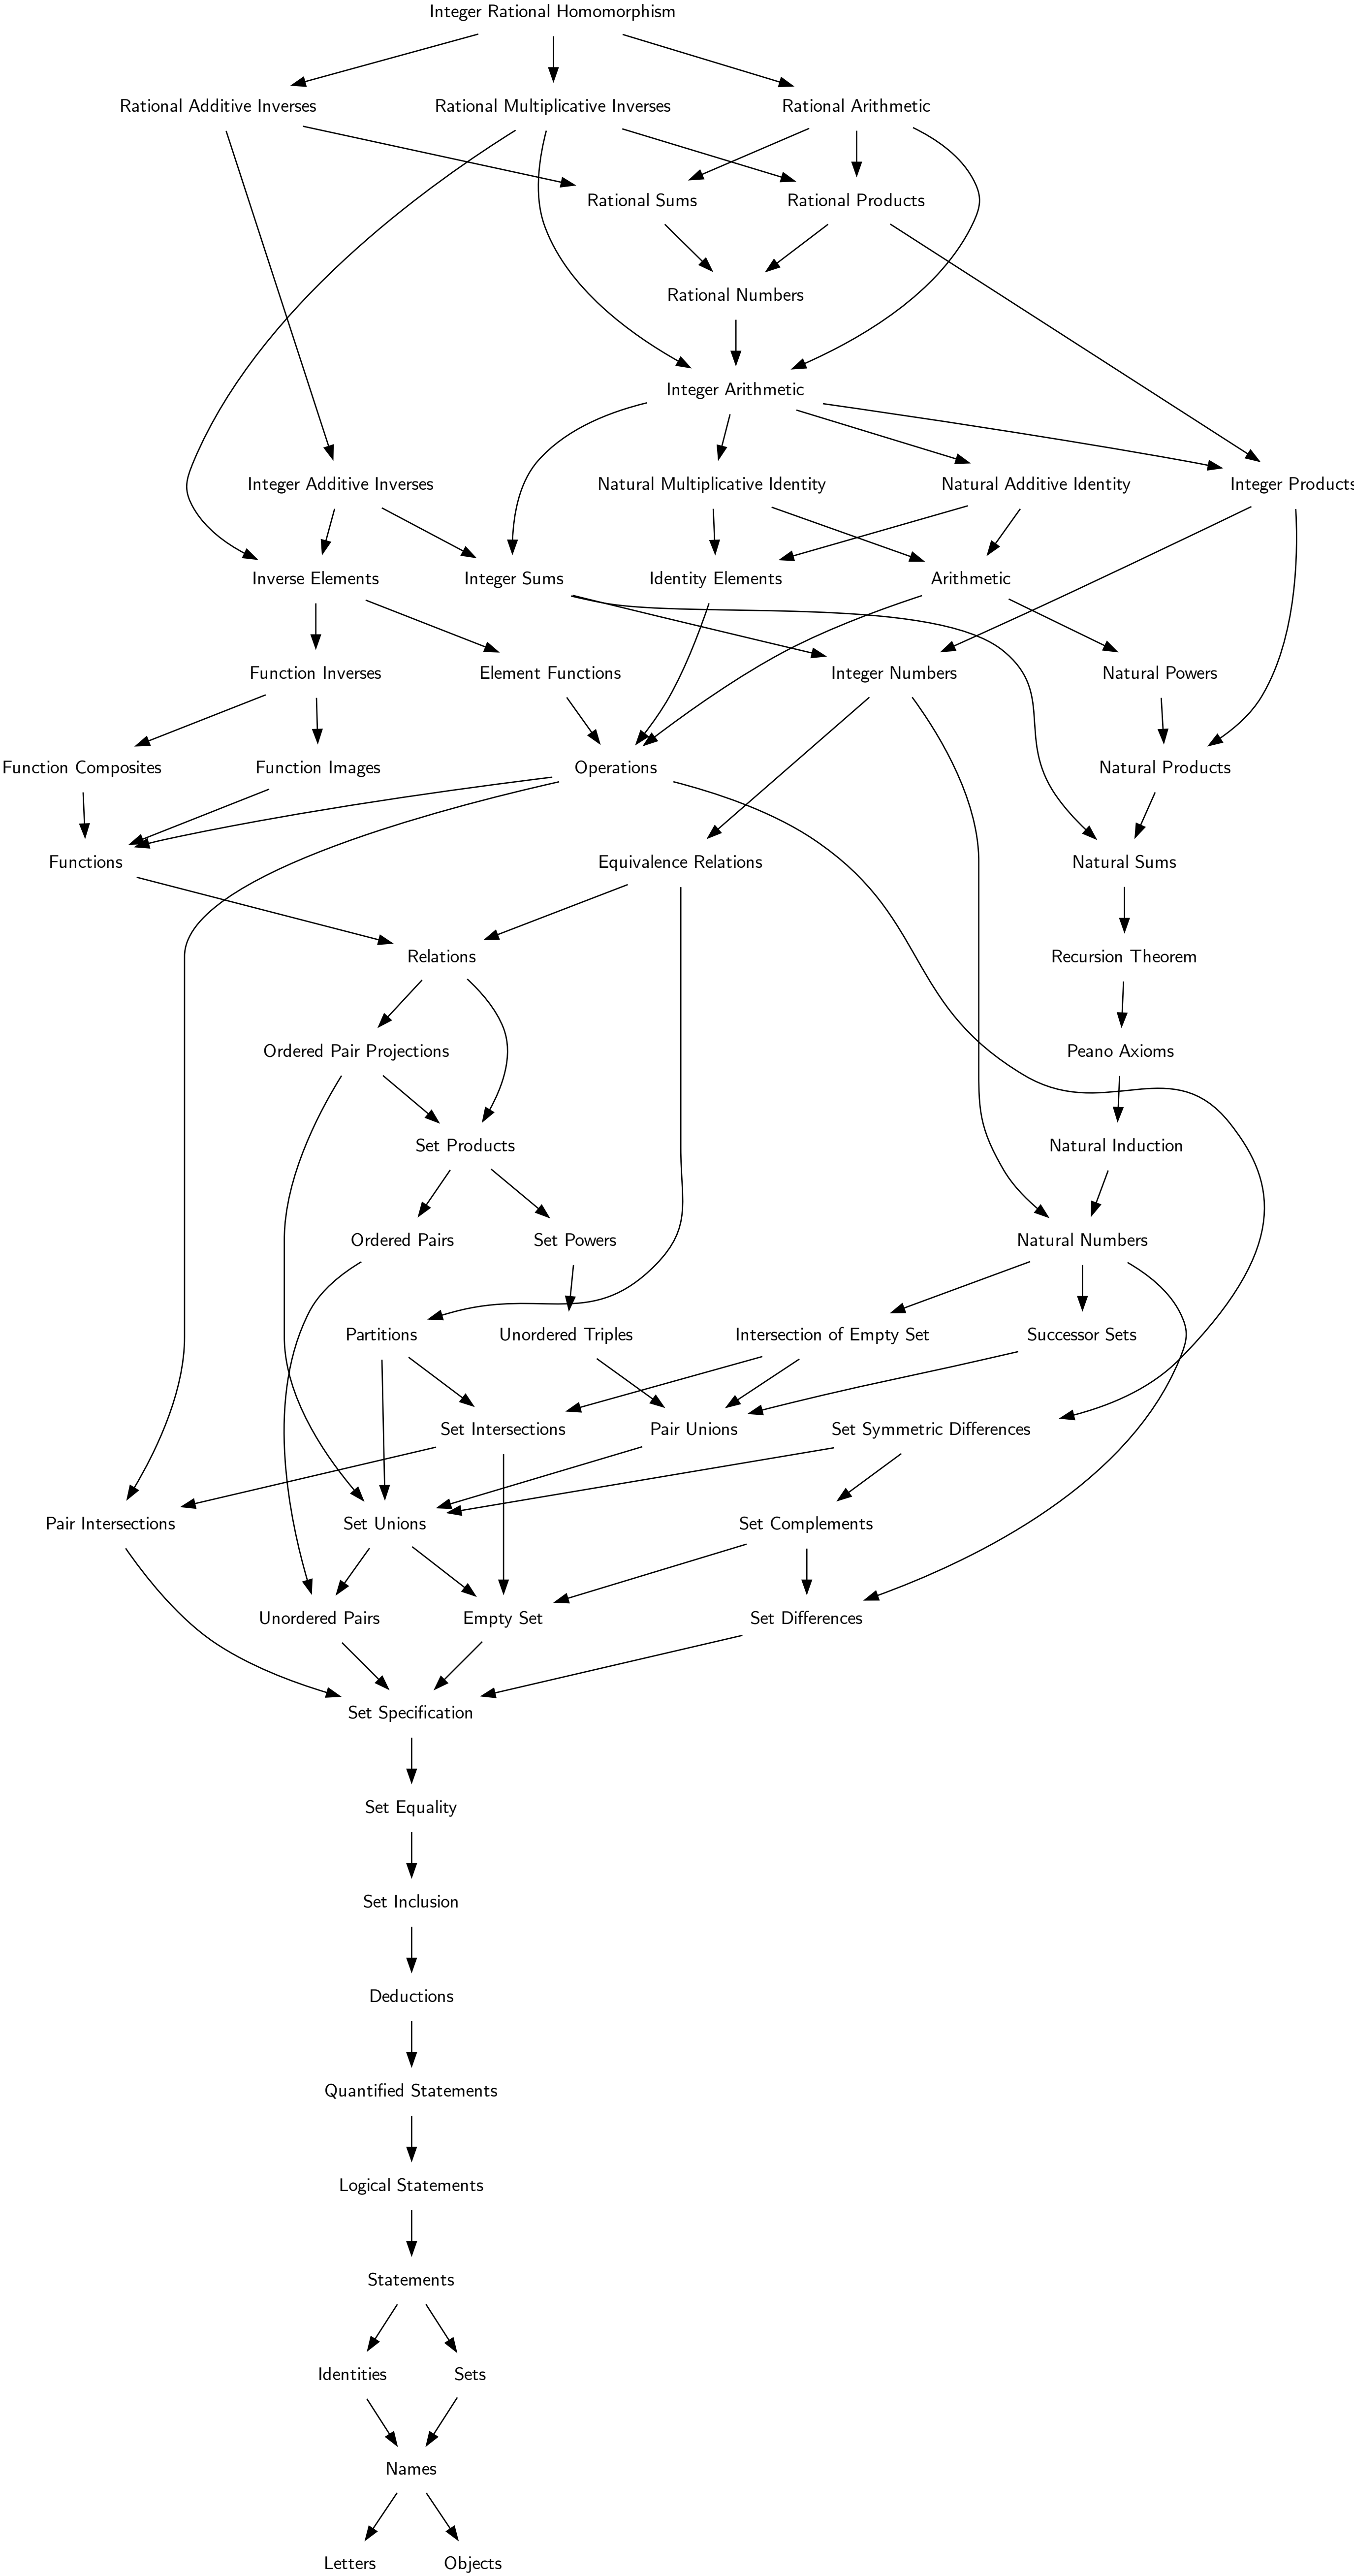 Integer Rational Homomorphism
Rational Additive Inverses
Rational Multiplicative Inverses
Rational Arithmetic
Rational Sums
Rational Products
Rational Numbers
Integer Arithmetic
Integer Additive Inverses
Natural Multiplicative Identity
Natural Additive Identity
Integer Products
Inverse Elements
Integer Sums
Identity Elements
Arithmetic
Function Inverses
Element Functions
Integer Numbers
Natural Powers
Function Composites
Function Images
Operations
Natural Products
Functions
Equivalence Relations
Natural Sums
Relations
Recursion Theorem
Ordered Pair Projections
Peano Axioms
Set Products
Natural Induction
Ordered Pairs
Set Powers
Natural Numbers
Partitions
Unordered Triples
Intersection of Empty Set
Successor Sets
Set Intersections
Pair Unions
Set Symmetric Differences
Pair Intersections
Set Unions
Set Complements
Unordered Pairs
Empty Set
Set Differences
Set Specification
Set Equality
Set Inclusion
Deductions
Quantified Statements
Logical Statements
Statements
Identities
Sets
Names
Letters
Objects